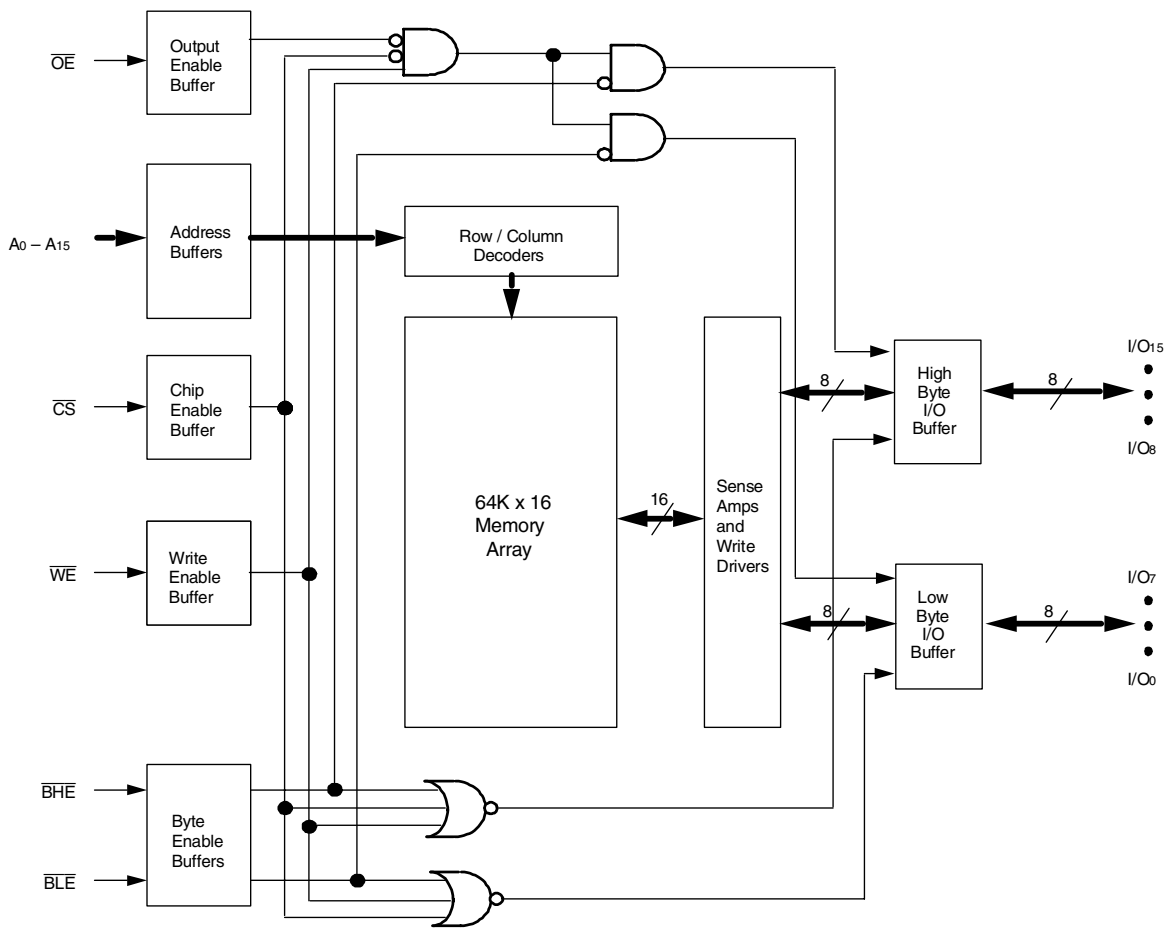 OE
Output
Enable
Buffer
A0 – A15
Address
Buffers
Row / Column
Decoders
CS
Chip
Enable
Buffer
WE
Write
Enable
Buffer
64K x 16
Memory
Array
16
Sense
Amps
and
Write
Drivers
8
High
Byte
I/O
Buffer
8
I/O15
I/O8
8
Low
Byte
I/O
Buffer
8
I/O7
I/O0
BHE
Byte
Enable
Buffers
BLE